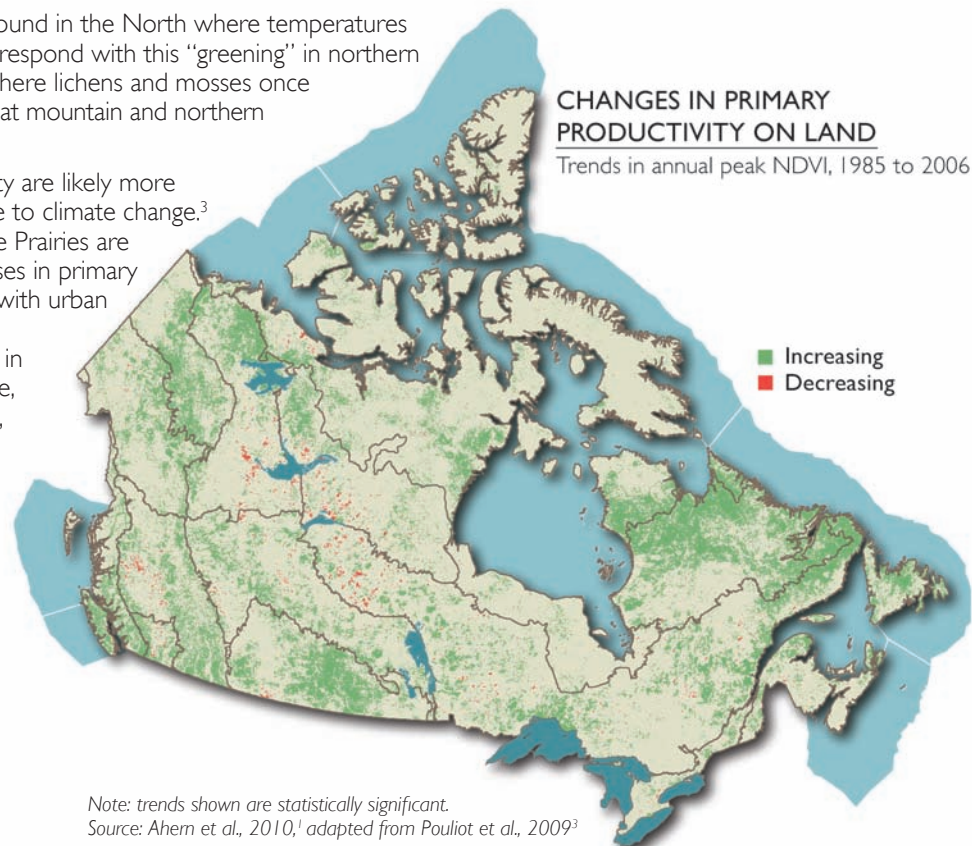 ound in the North where temperatures
respond with this “greening” in northern
here lichens and mosses once
at mountain and northern
ty are likely more
e to climate change.3
e Prairies are
ses in primary
with urban
in
e,
,
CHANGES IN PRIMARY
PRODUCTIVITY ON LAND
Trends in annual peak NDVI, 1985 to 2006
Increasing
Decreasing
Note: trends shown are statistically significant.
Source: Ahern et al., 2010,1 adapted from Pouliot et al., 20093